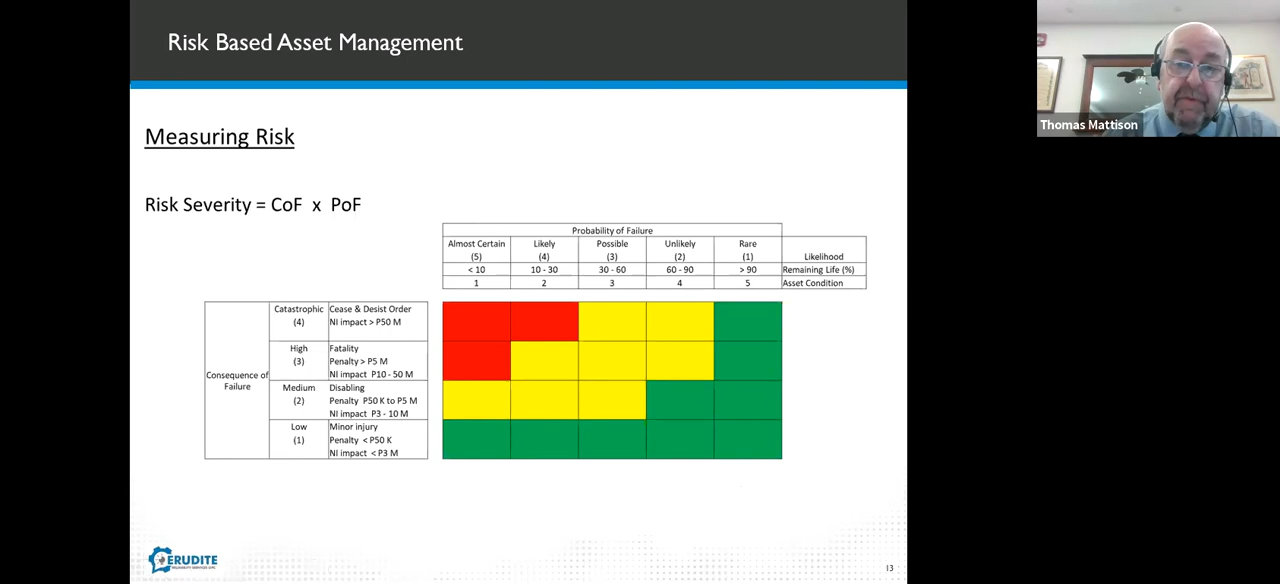 Risk Based Asset Management
Thomas Mattison
Measuring Risk
Risk Severity = CoF x PoF
Probability of Failure
Almost Certain Likely Possible Unlikely Rare
(5) (4) (3) (2) (1) Likelihood
< 10 10 - 30 30 - 60 60 - 90 > 90 Remaining Life (%)
1 2 3 4 5 Asset Condition
Consequence of Failure
Catastrophic Cease & Desist Order
(4) NI impact > P50 M
High Fatality
(3) Penalty > P5 M
NI impact P10 - 50 M
Medium Disabling
(2) Penalty P50 K to P5 M
NI impact P3 - 10 M
Low Minor injury
(1) Penalty < P50 K
NI impact < P3 M
ERUDITE
13